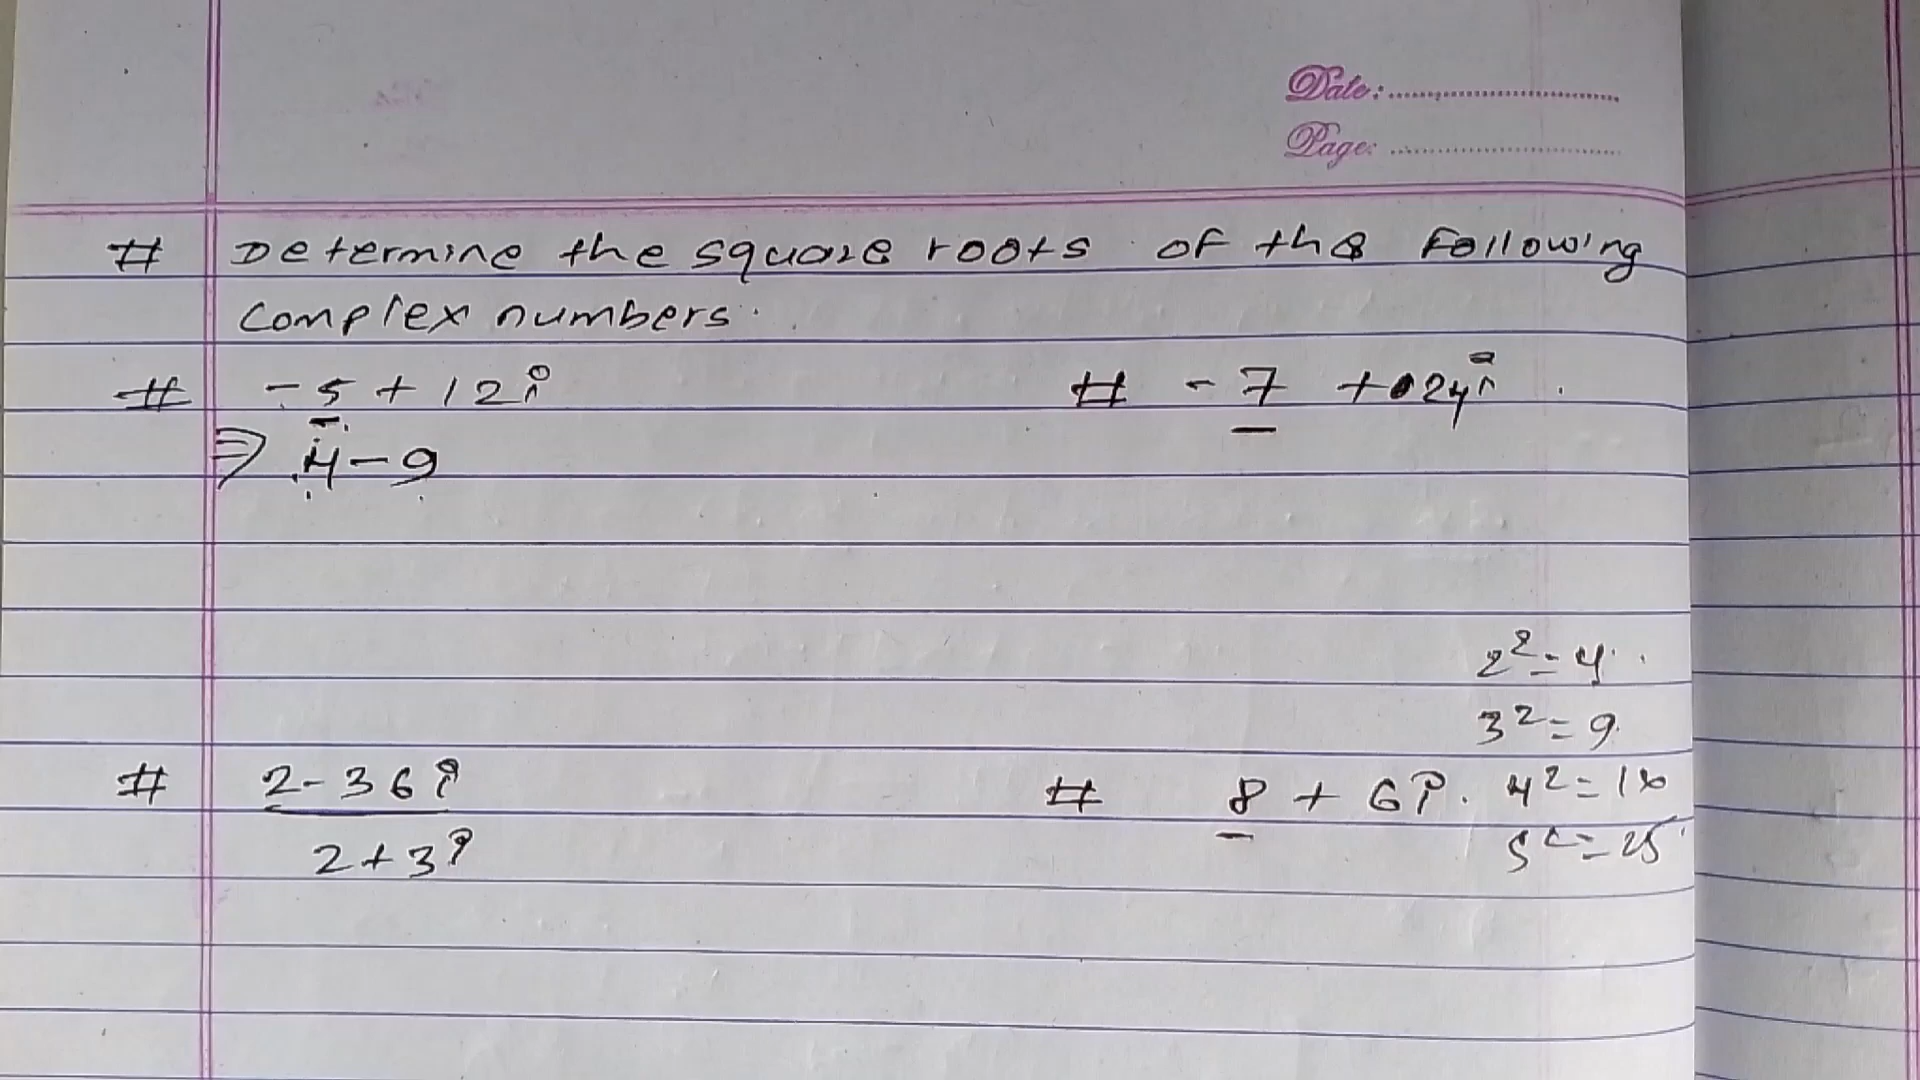 Date:
Page:
# Determine the square roots of the following
complex numbers.
# -5 + 12i
# -7 + 24i
⇒ 4-9
2² = 4
3² = 9
# 2-36i
2+3i
# 8 + 6i.
4² = 16
5² = 25